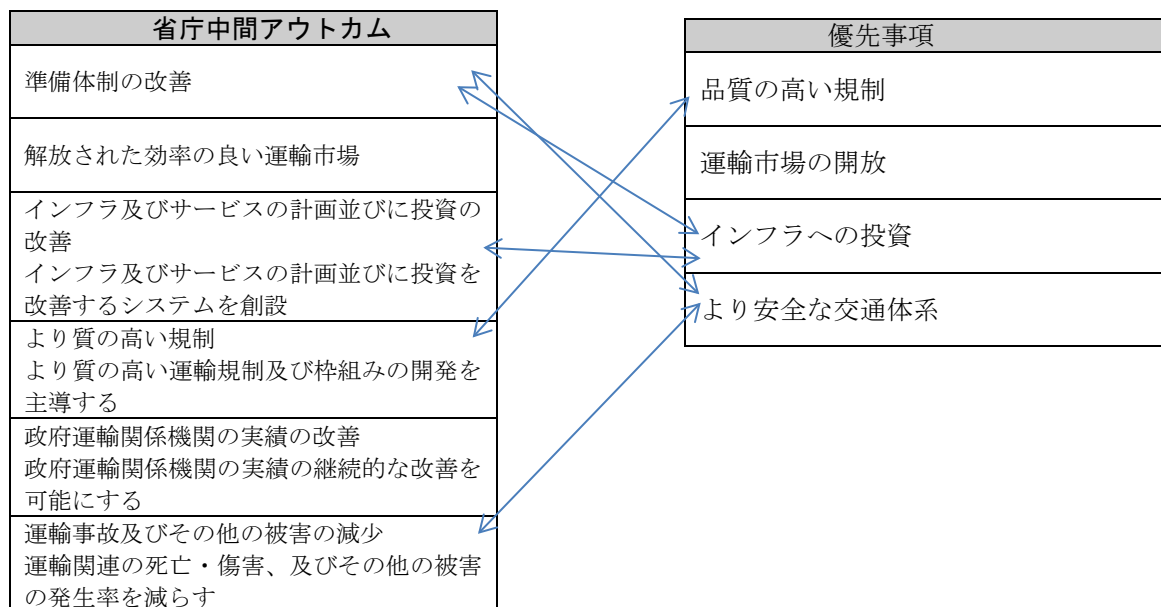 省庁中間アウトカム
準備体制の改善
解放された効率の良い運輸市場
インフラ及びサービスの計画並びに投資の
改善
インフラ及びサービスの計画並びに投資を
改善するシステムを創設
より質の高い規制
より質の高い運輸規制及び枠組みの開発を
主導する
政府運輸関係機関の実績の改善
政府運輸関係機関の実績の継続的な改善を
可能にする
運輸事故及びその他の被害の減少
運輸関連の死亡・傷害、及びその他の被害
の発生率を減らす
優先事項
品質の高い規制
運輸市場の開放
インフラへの投資
より安全な交通体系